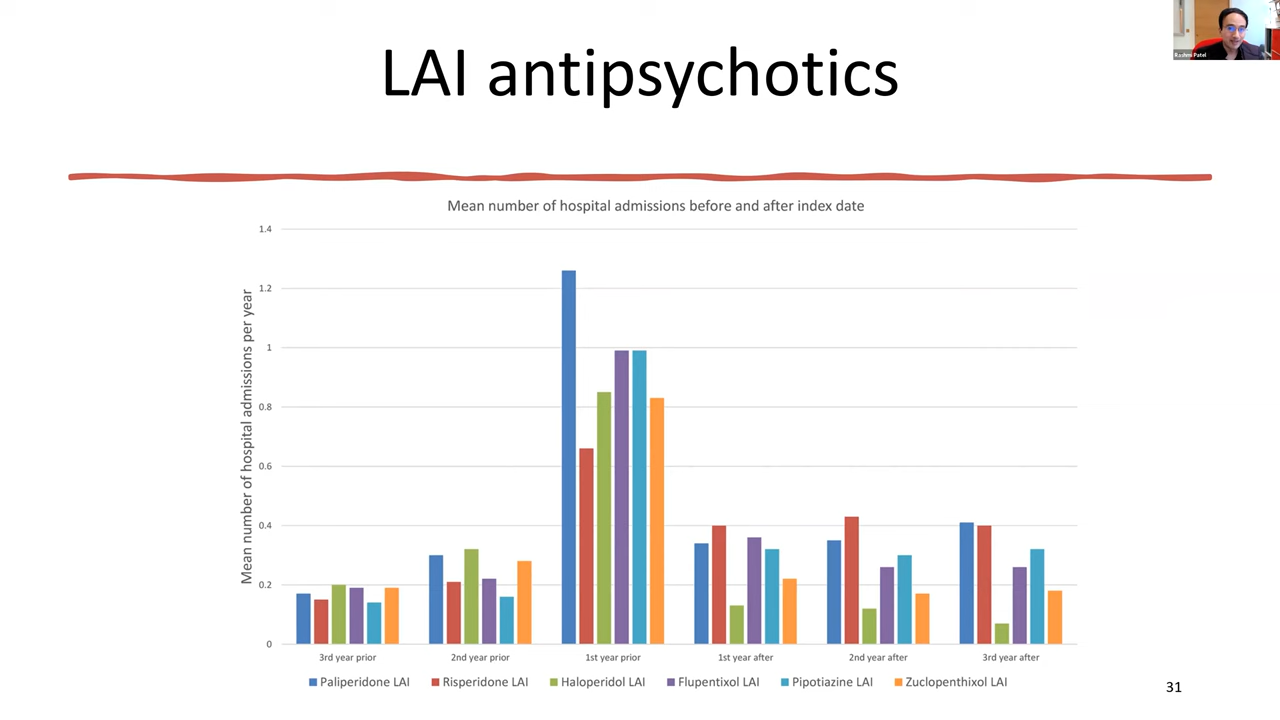 Rashmi Patel
LAI antipsychotics
Mean number of hospital admissions before and after index date
Mean number of hospital admissions per year
1.4
1.2
1
0.8
0.6
0.4
0.2
0
3rd year prior 2nd year prior 1st year prior 1st year after 2nd year after 3rd year after
Paliperidone LAI Risperidone LAI Haloperidol LAI Flupentixol LAI Pipotiazine LAI Zuclopenthixol LAI
31